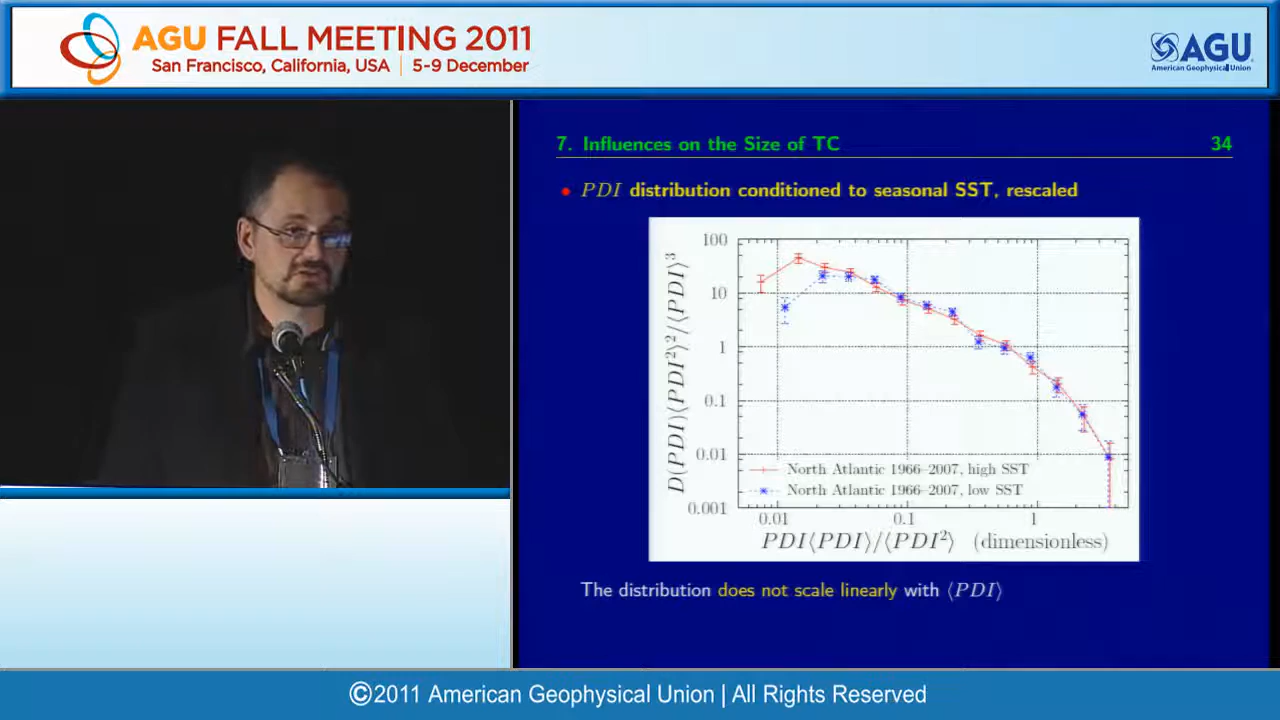 AGU FALL MEETING 2011
San Francisco, California, USA | 5-9 December
AGU
American Geophysical Union
7. Influences on the Size of TC 34
• PDI distribution conditioned to seasonal SST, rescaled
D(PDI)⟨PDI²⟩²/⟨PDI⟩³
100
10
1
0.1
0.01
0.001
North Atlantic 1966–2007, high SST
North Atlantic 1966–2007, low SST
0.01 0.1 1
PDI⟨PDI⟩/⟨PDI²⟩ (dimensionless)
The distribution does not scale linearly with ⟨PDI⟩
©2011 American Geophysical Union | All Rights Reserved